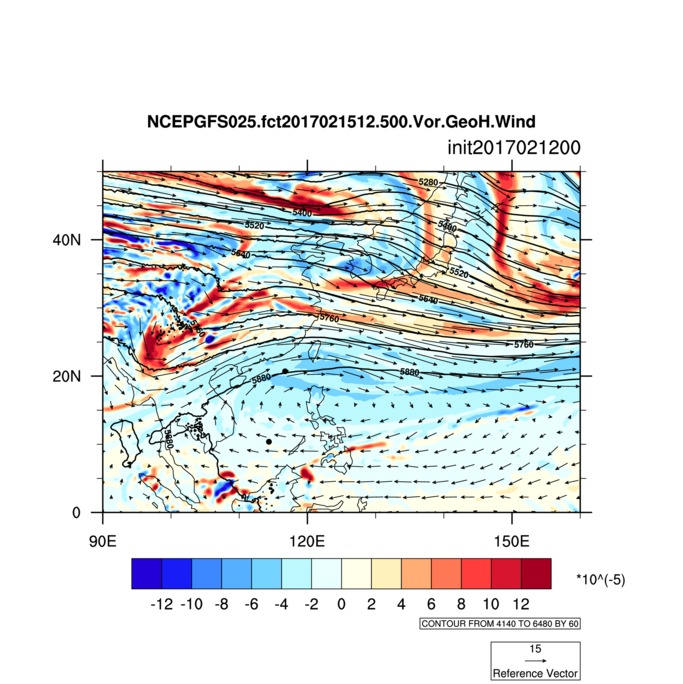 NCEPGFS025.fct2017021512.500.Vor.GeoH.Wind
init2017021200
5280
5400
5520
5640
5520
5640
5760
5760
5880
5880
5880
40N
20N
0
90E 120E 150E
-12 -10 -8 -6 -4 -2 0 2 4 6 8 10 12
*10^(-5)
CONTOUR FROM 4140 TO 6480 BY 60
15
Reference Vector